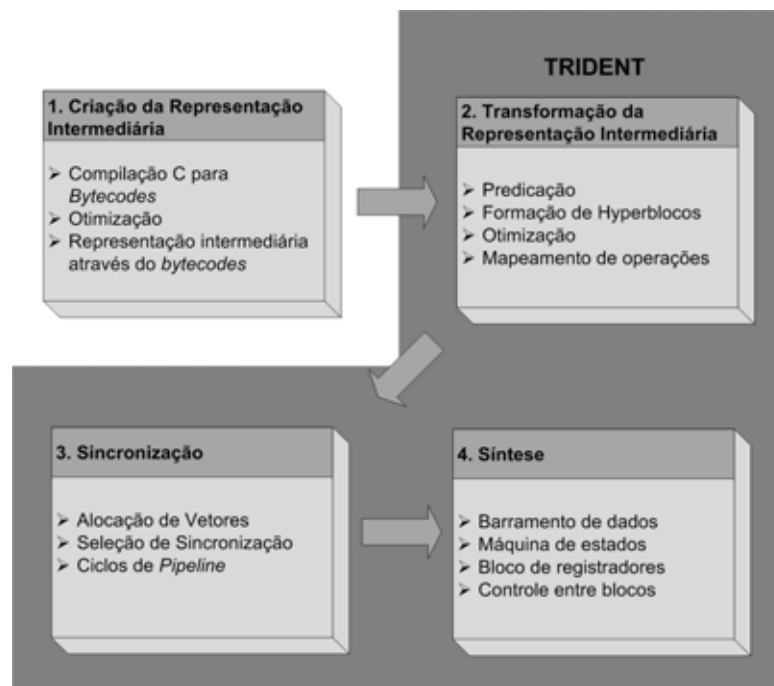 TRIDENT
1. Criação da Representação
Intermediária
➢ Compilação C para
Bytecodes
➢ Otimização
➢ Representação intermediária
através do bytecodes
2. Transformação da
Representação Intermediária
➢ Predicação
➢ Formação de Hyperblocos
➢ Otimização
➢ Mapeamento de operações
3. Sincronização
➢ Alocação de Vetores
➢ Seleção de Sincronização
➢ Ciclos de Pipeline
4. Síntese
➢ Barramento de dados
➢ Máquina de estados
➢ Bloco de registradores
➢ Controle entre blocos